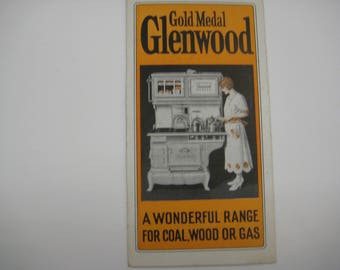 Gold Medal
Glenwood
A WONDERFUL RANGE
FOR COAL, WOOD OR GAS